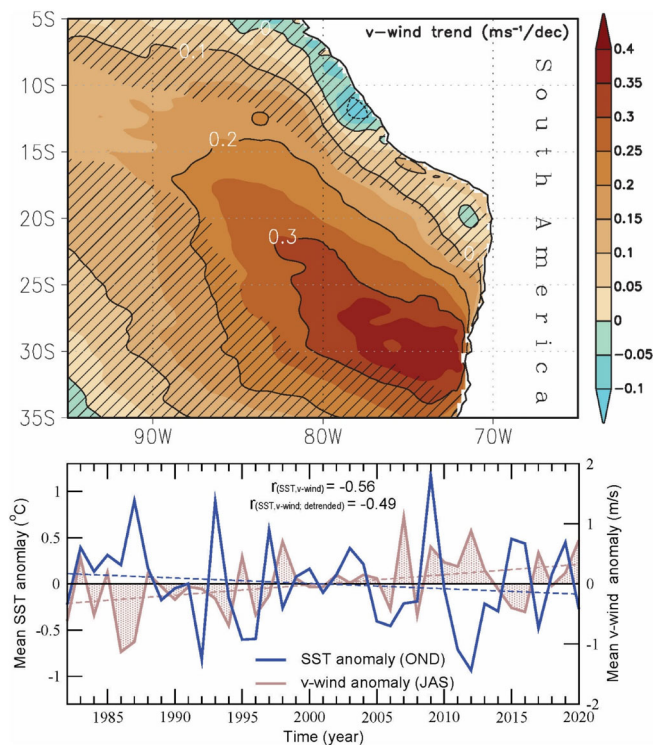 5S
v-wind trend (ms⁻¹/dec)
0
0.1
10S
15S
0.2
20S
0.3
0
25S
30S
35S
90W
80W
70W
South America
0.4
0.35
0.3
0.25
0.2
0.15
0.1
0.05
0
-0.05
-0.1
r(SST,v-wind) = -0.56
r(SST,v-wind; detrended) = -0.49
Mean SST anomlay (°C)
1
0.5
0
-0.5
-1
2
1
0
-1
-2
Mean v-wind anomaly (m/s)
SST anomaly (OND)
v-wind anomaly (JAS)
1985
1990
1995
2000
2005
2010
2015
2020
Time (year)